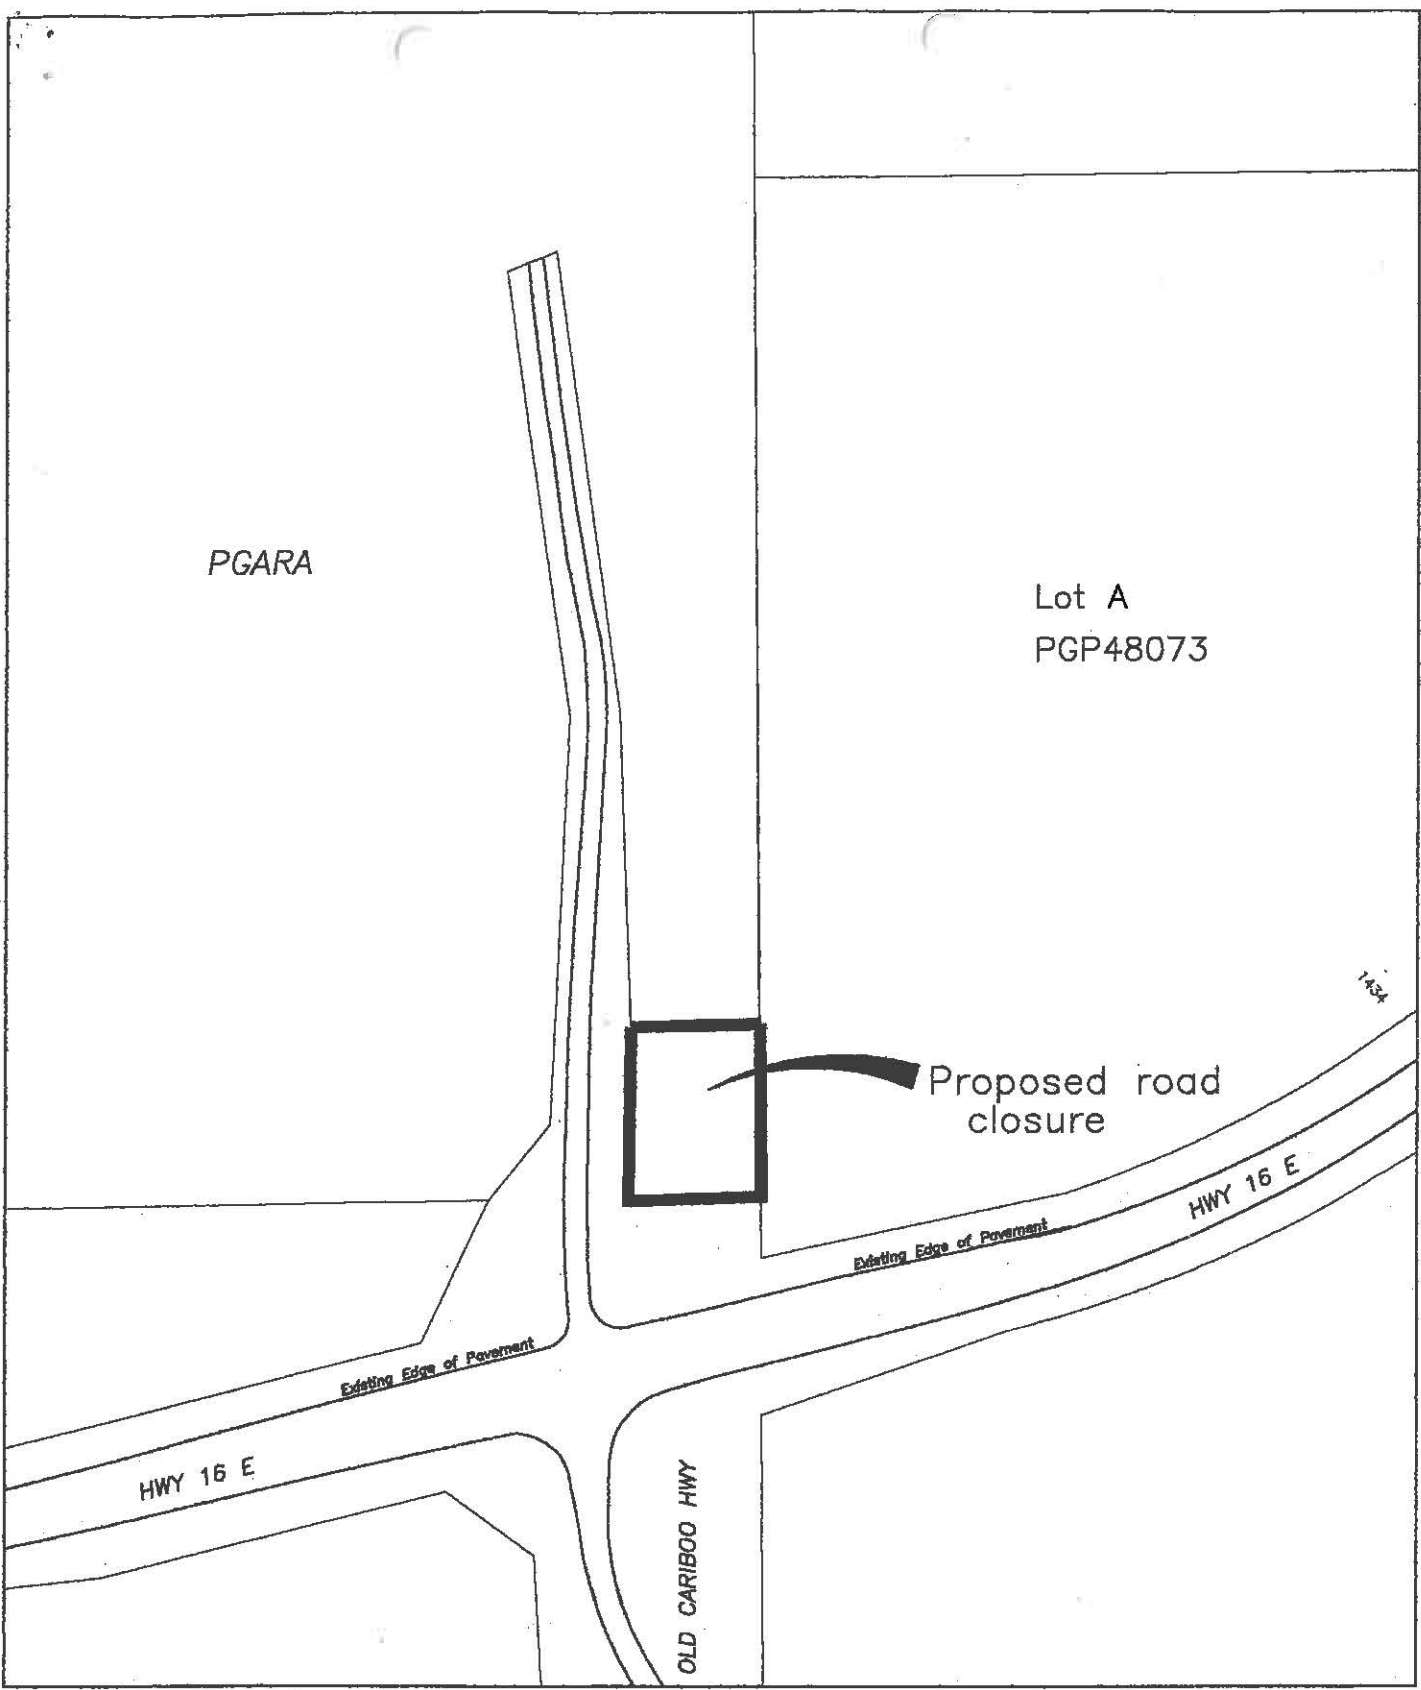 PGARA
Lot A
PGP48073
1434
Proposed road
closure
HWY 16 E
Existing Edge of Pavement
Existing Edge of Pavement
HWY 16 E
OLD CARIBOO HWY